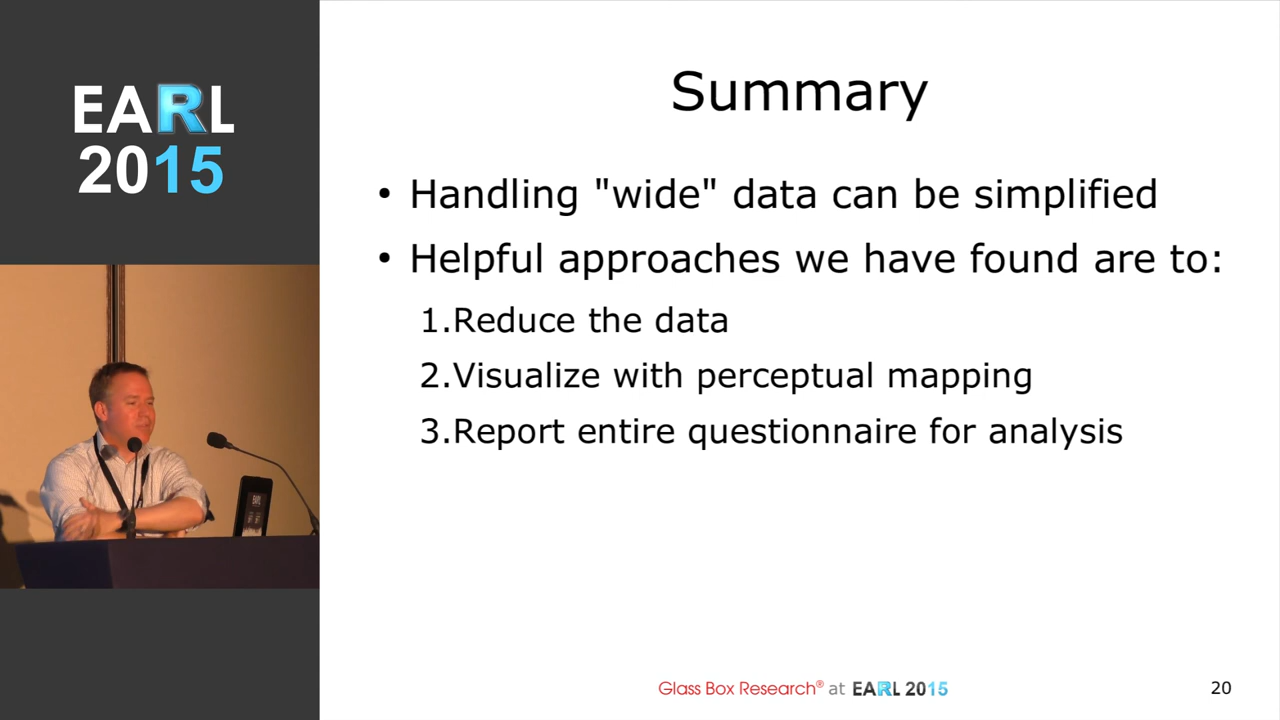 EARL
2015
Summary
• Handling "wide" data can be simplified
• Helpful approaches we have found are to:
1.Reduce the data
2.Visualize with perceptual mapping
3.Report entire questionnaire for analysis
Glass Box Research® at EARL 2015
20